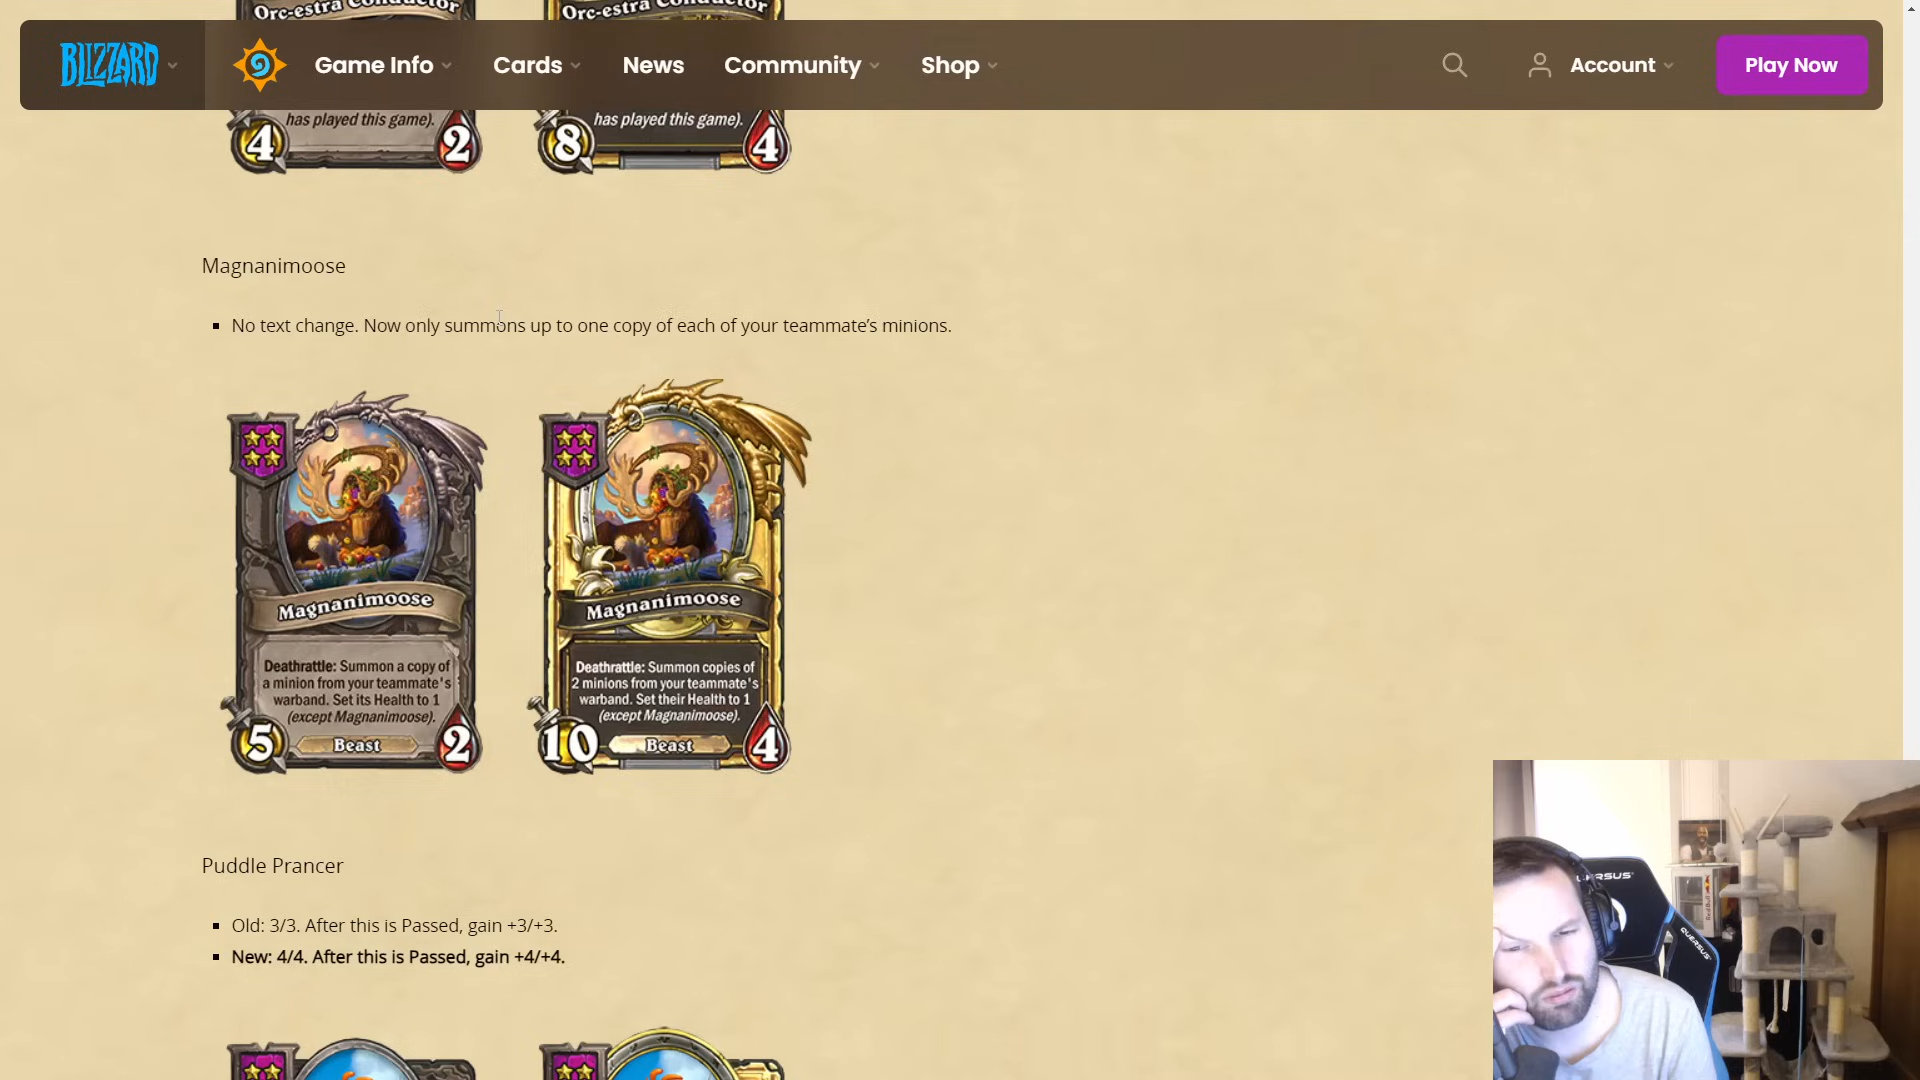 Orc-estra Conductor
Orc-estra Conductor
BLIZZARD
Game Info
Cards
News
Community
Shop
Account
Play Now
has played this game).
4
2
has played this game).
8
4
Magnanimoose
▪ No text change. Now only summons up to one copy of each of your teammate’s minions.
Magnanimoose
Deathrattle: Summon a copy of
a minion from your teammate's
warband. Set its Health to 1
(except Magnanimoose).
5
Beast
2
Magnanimoose
Deathrattle: Summon copies of
2 minions from your teammate's
warband. Set their Health to 1
(except Magnanimoose).
10
Beast
4
Puddle Prancer
▪ Old: 3/3. After this is Passed, gain +3/+3.
▪ New: 4/4. After this is Passed, gain +4/+4.
QUERSUS